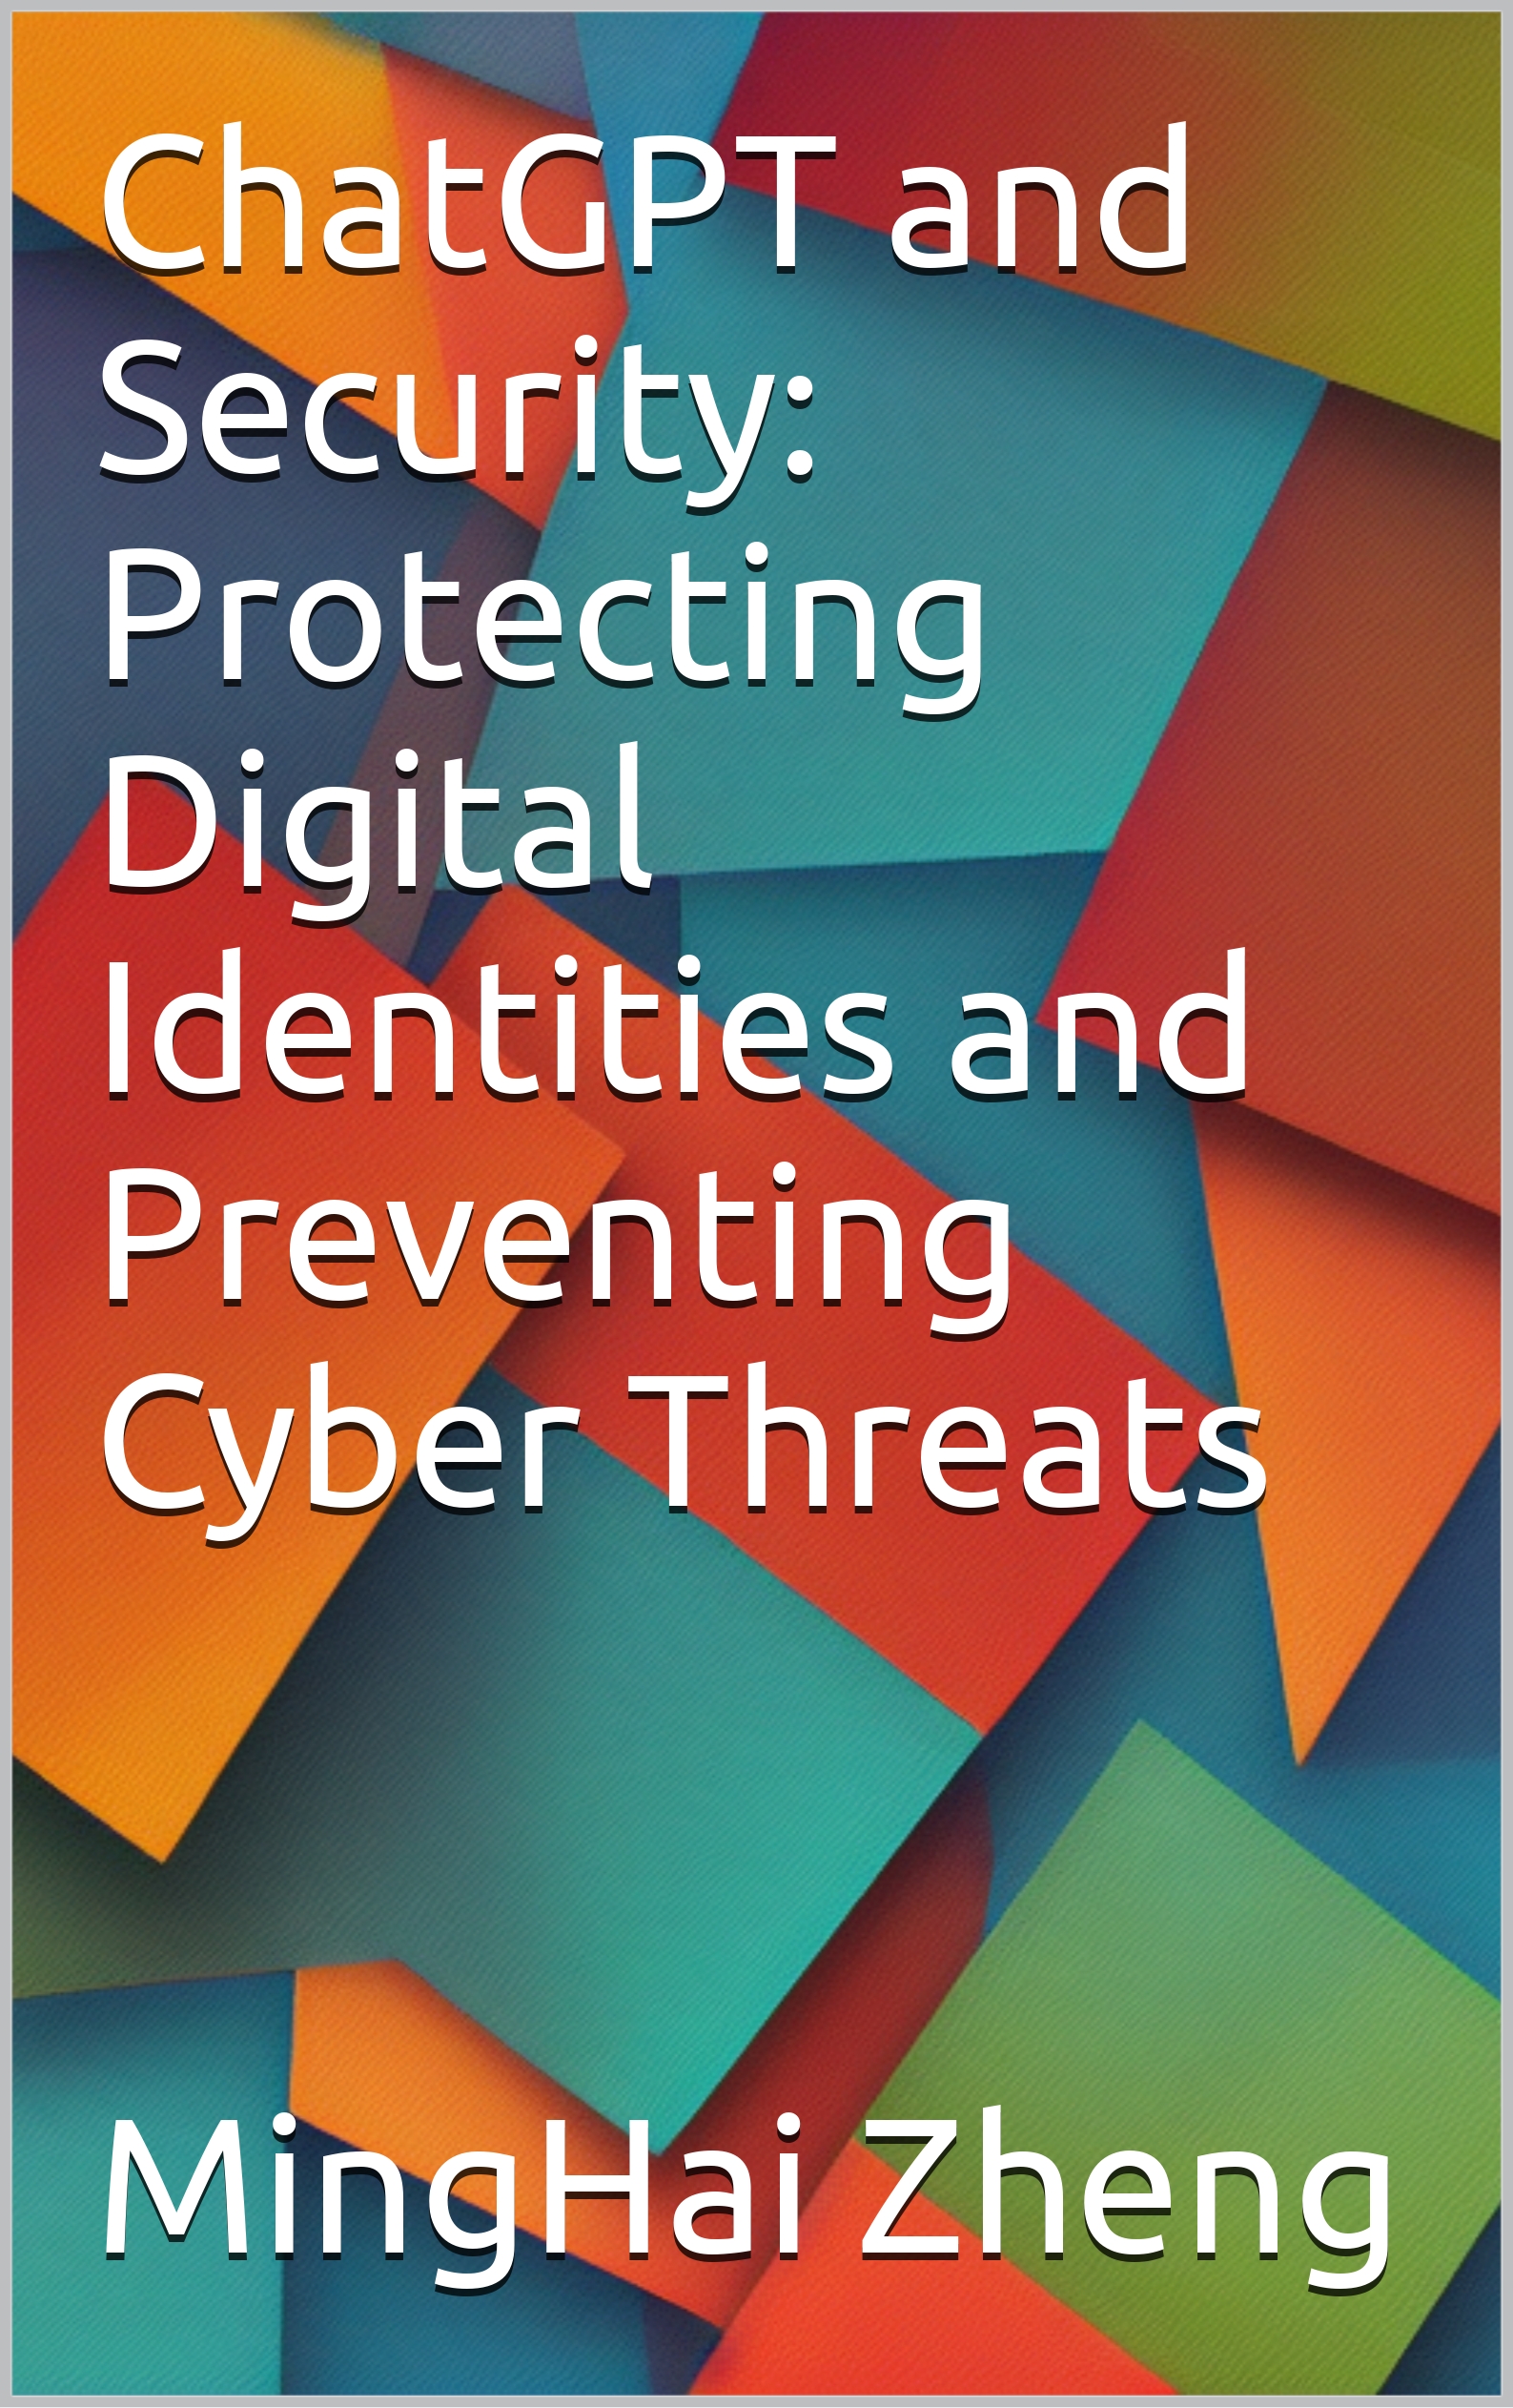 ChatGPT and
Security:
Protecting
Digital
Identities and
Preventing
Cyber Threats
MingHai Zheng